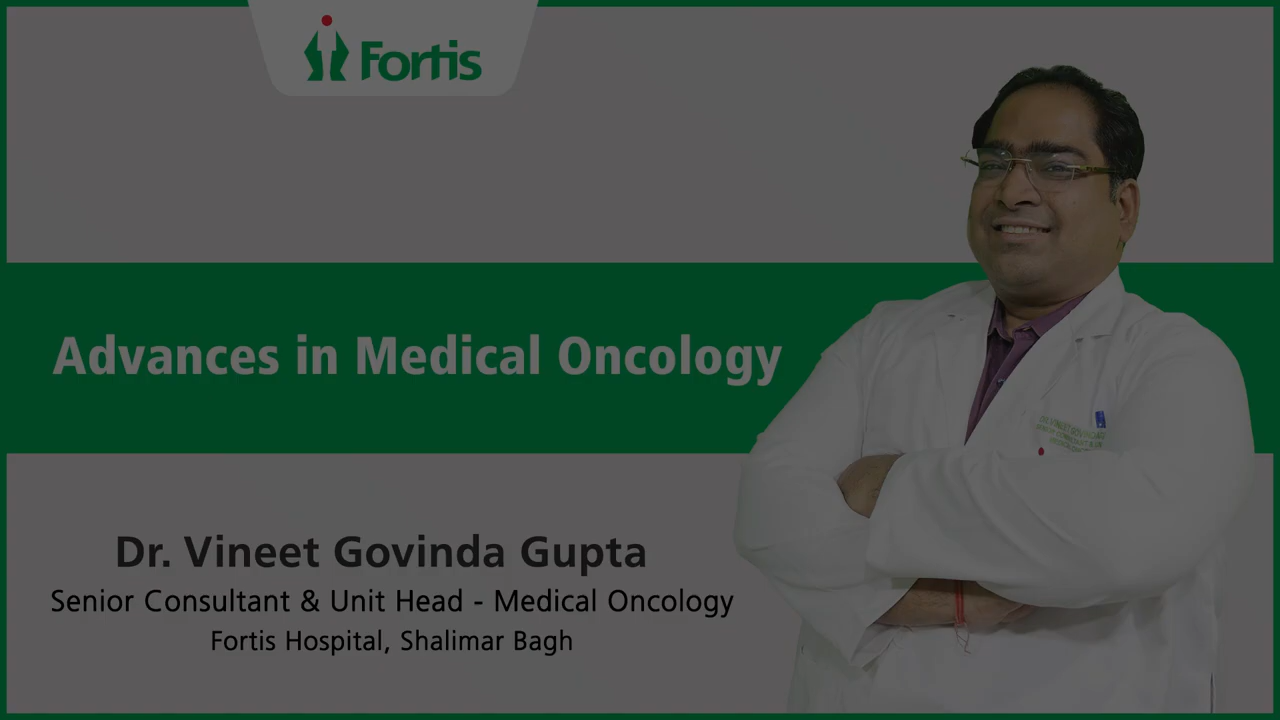 Fortis
Advances in Medical Oncology
Dr. Vineet Govinda Gupta
Senior Consultant & Unit Head - Medical Oncology
Fortis Hospital, Shalimar Bagh